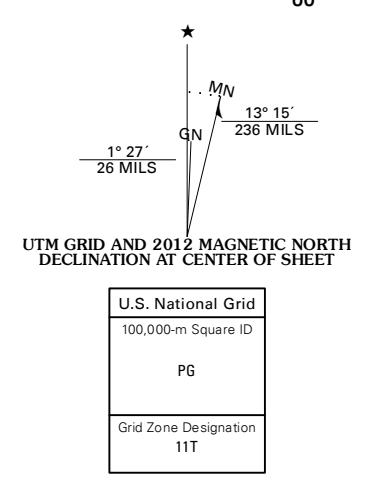 ★
MN
13° 15´
236 MILS
GN
1° 27´
26 MILS
UTM GRID AND 2012 MAGNETIC NORTH
DECLINATION AT CENTER OF SHEET
U.S. National Grid
100,000-m Square ID
PG
Grid Zone Designation
11T